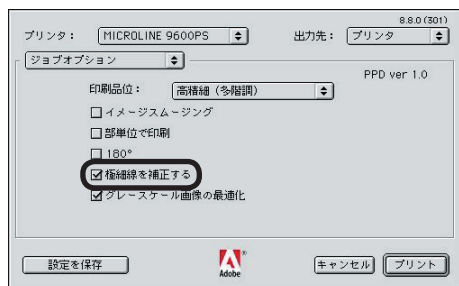 8.8.0 (301)
プリンタ： MICROLINE 9600PS 出力先： プリンタ
ジョブオプション
PPD ver 1.0
印刷品位： 高精細（多階調）
イメージスムージング
部単位で印刷
180°
極細線を補正する
グレースケール画像の最適化
設定を保存 Adobe キャンセル プリント